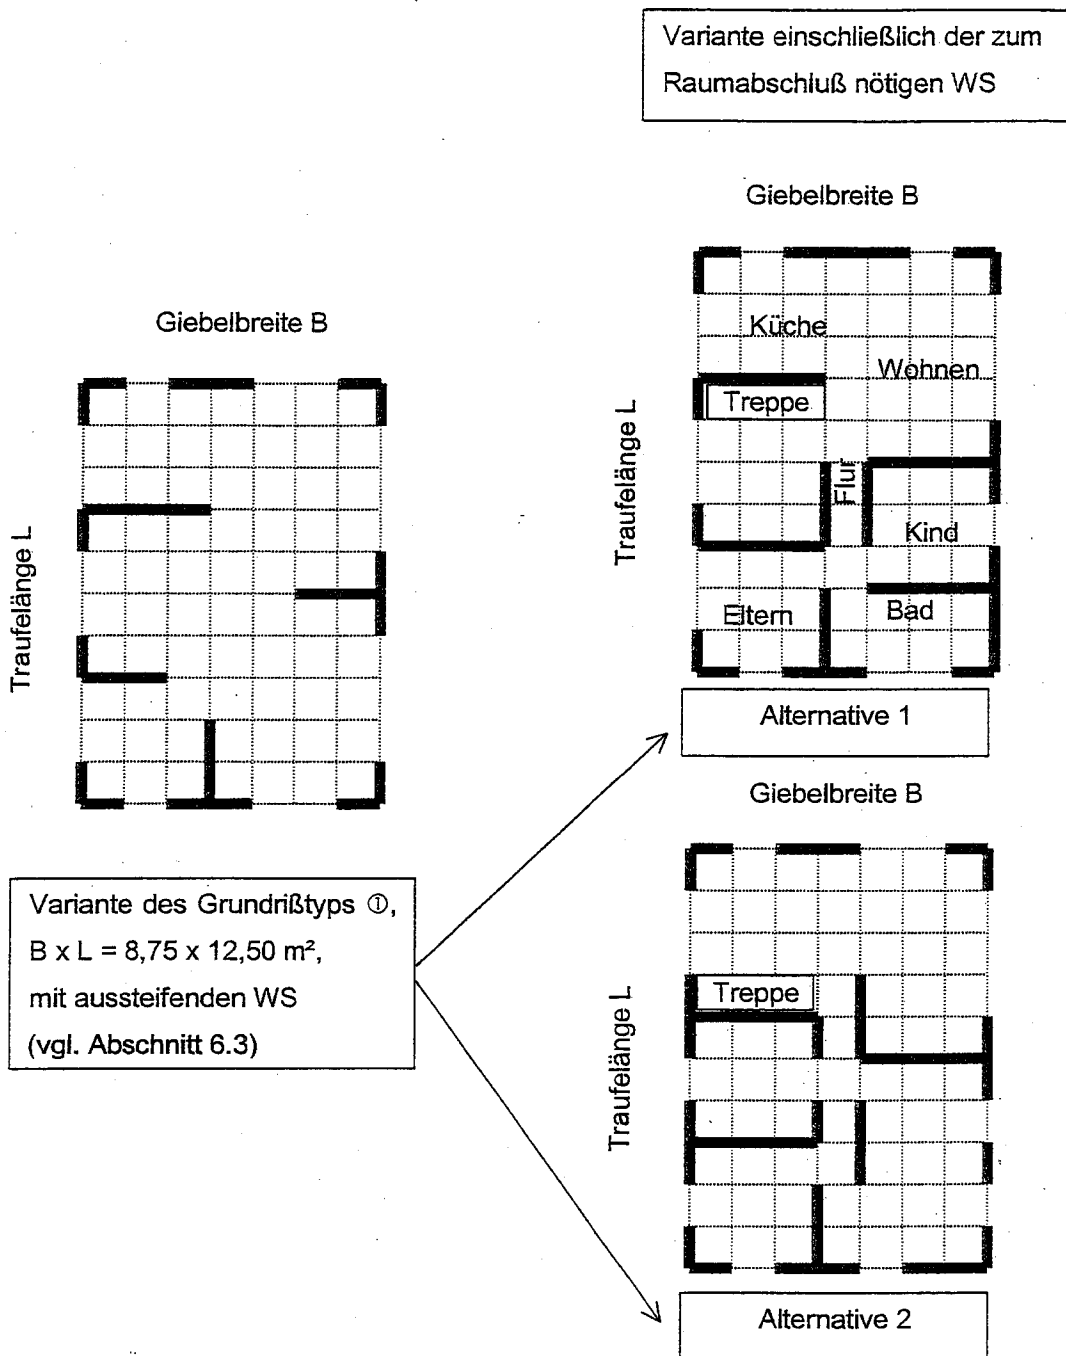 Variante einschließlich der zum
Raumabschluß nötigen WS
Giebelbreite B
Traufelänge L
Variante des Grundrißtyps ①,
B x L = 8,75 x 12,50 m²,
mit aussteifenden WS
(vgl. Abschnitt 6.3)
Giebelbreite B
Traufelänge L
Küche
Wohnen
Treppe
Flur
Kind
Eltern
Bad
Alternative 1
Giebelbreite B
Traufelänge L
Treppe
Alternative 2